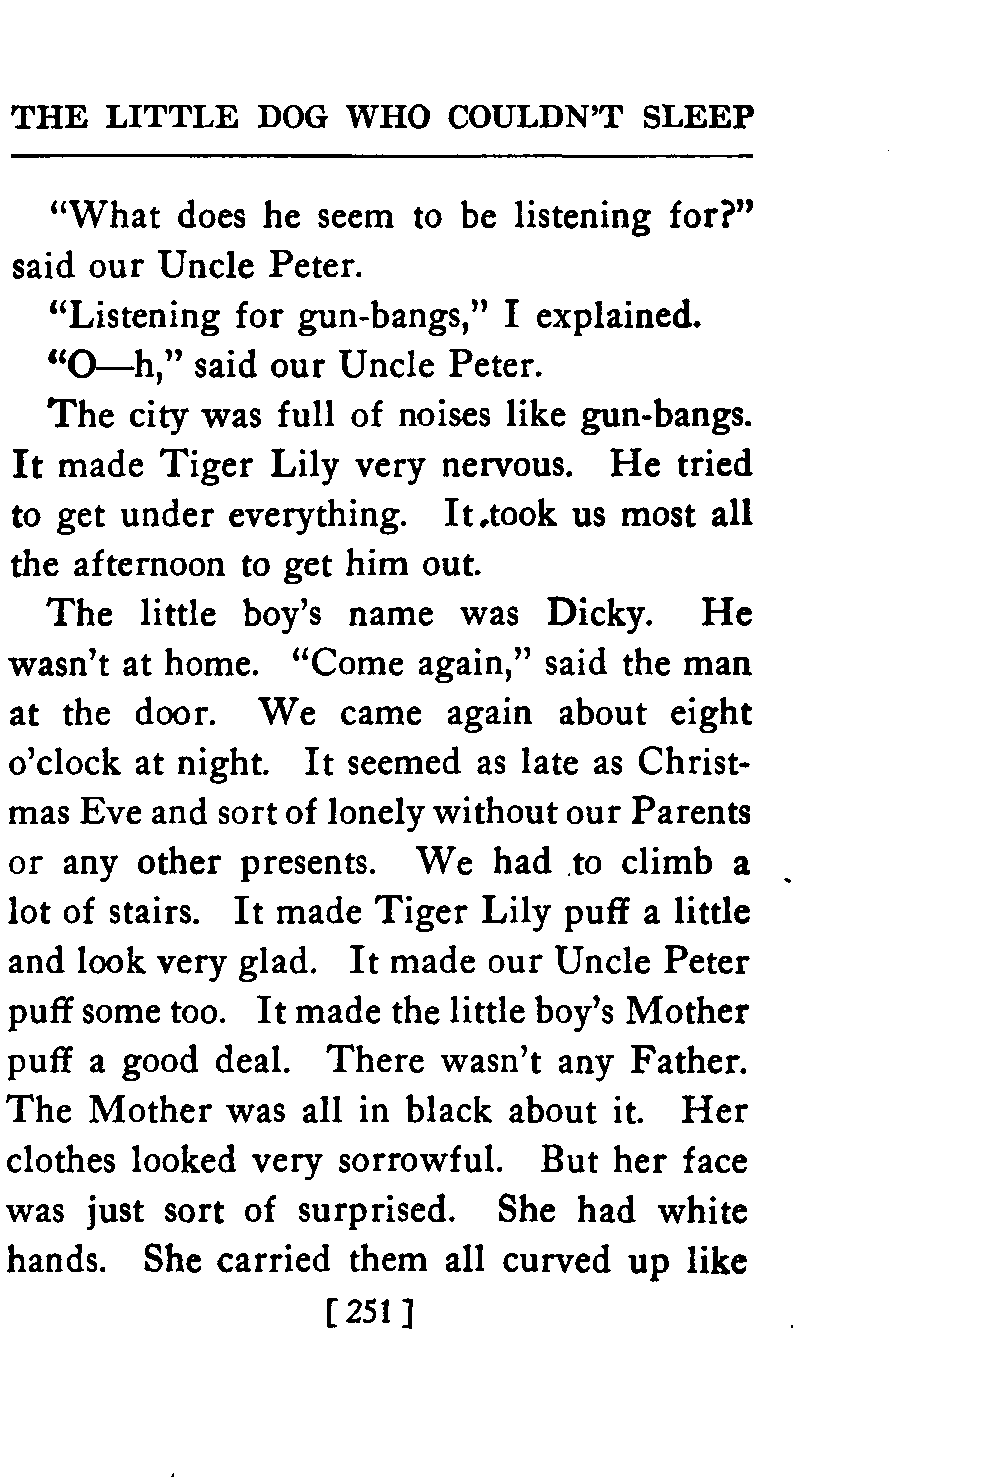 THE LITTLE DOG WHO COULDN'T SLEEP
"What does he seem to be listening for?"
said our Uncle Peter.
"Listening for gun-bangs," I explained.
"O—h," said our Uncle Peter.
The city was full of noises like gun-bangs.
It made Tiger Lily very nervous. He tried
to get under everything. It took us most all
the afternoon to get him out.
The little boy's name was Dicky. He
wasn't at home. "Come again," said the man
at the door. We came again about eight
o'clock at night. It seemed as late as Christ-
mas Eve and sort of lonely without our Parents
or any other presents. We had to climb a
lot of stairs. It made Tiger Lily puff a little
and look very glad. It made our Uncle Peter
puff some too. It made the little boy's Mother
puff a good deal. There wasn't any Father.
The Mother was all in black about it. Her
clothes looked very sorrowful. But her face
was just sort of surprised. She had white
hands. She carried them all curved up like
[251]